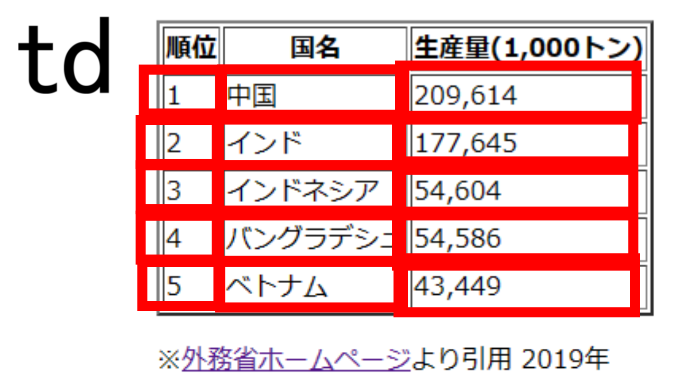 td
順位 国名 生産量(1,000トン)
1 中国 209,614
2 インド 177,645
3 インドネシア 54,604
4 バングラデシュ 54,586
5 ベトナム 43,449
※外務省ホームページより引用 2019年